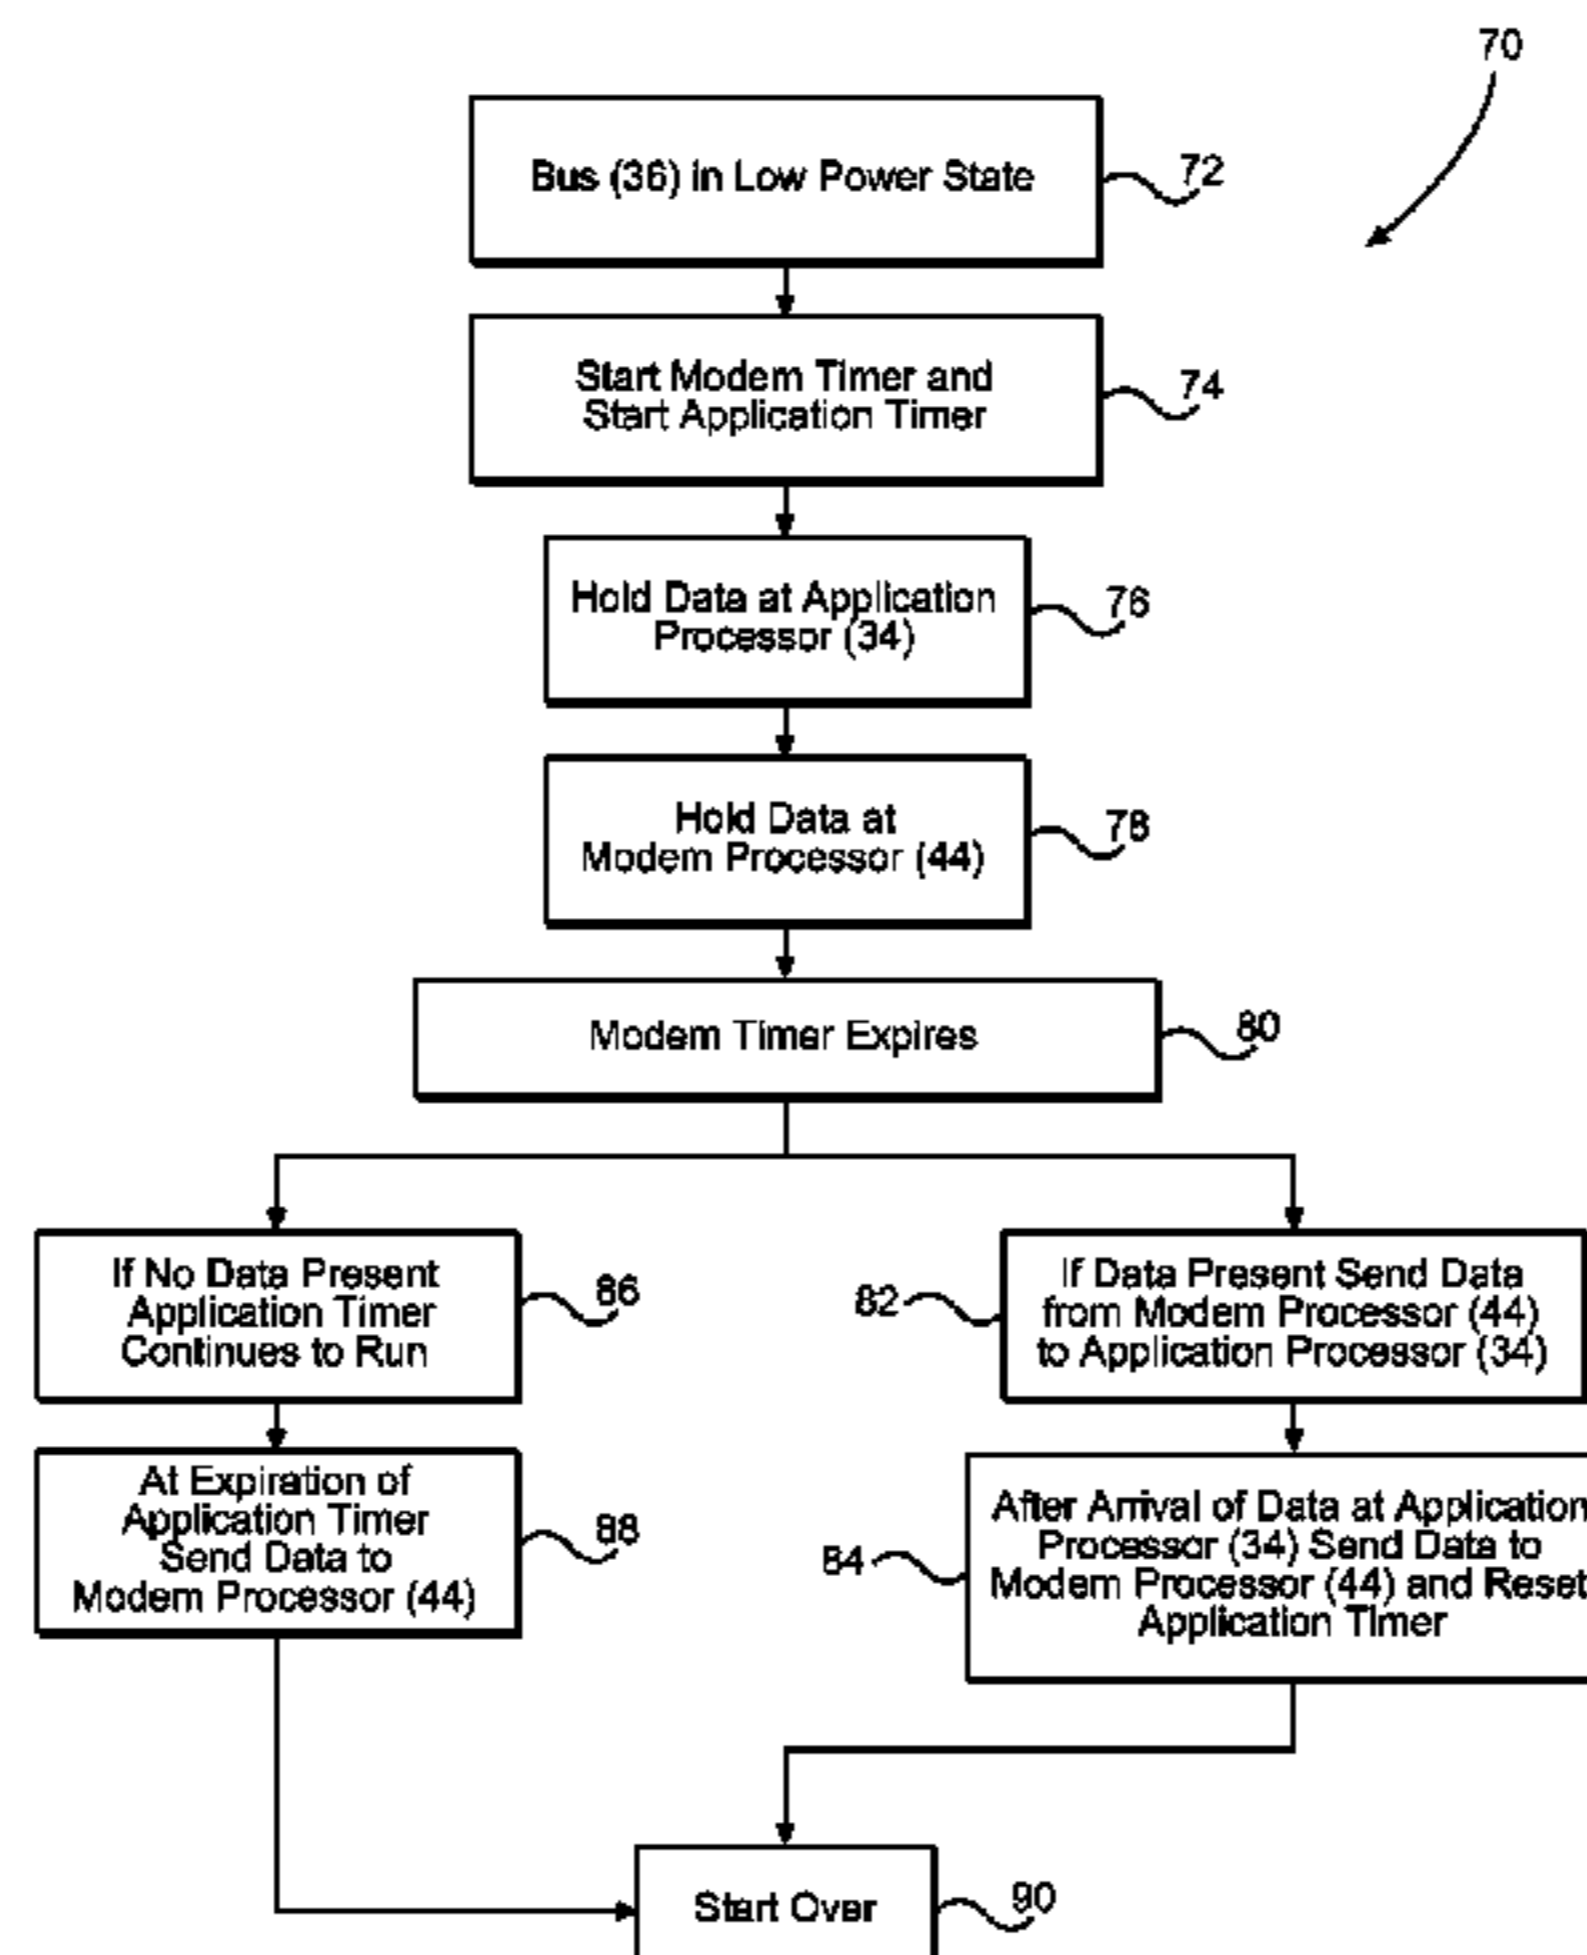 70
Bus (36) in Low Power State
72
Start Modem Timer and
Start Application Timer
74
Hold Data at Application
Processor (34)
76
Hold Data at
Modem Processor (44)
78
Modem Timer Expires
80
If No Data Present
Application Timer
Continues to Run
86
82
If Data Present Send Data
from Modem Processor (44)
to Application Processor (34)
At Expiration of
Application Timer
Send Data to
Modem Processor (44)
88
84
After Arrival of Data at Application
Processor (34) Send Data to
Modem Processor (44) and Reset
Application Timer
Start Over
90